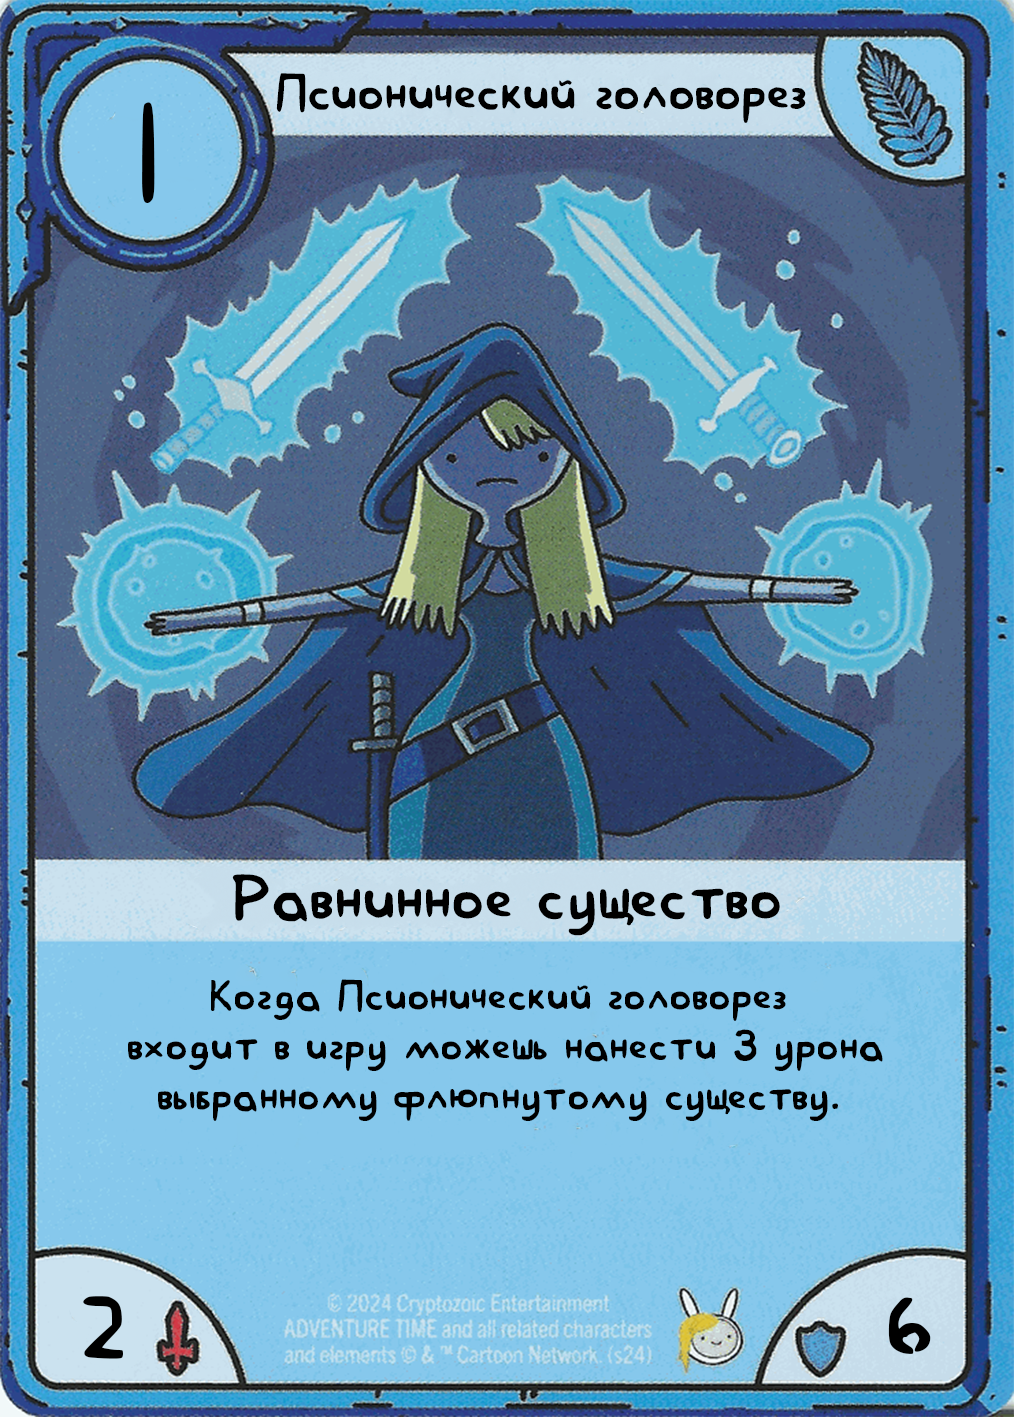 1
Псионический головорез
Равнинное существо
Когда Псионический головорез
входит в игру можешь нанести 3 урона
выбранному флюпнутому существу.
2
6
© 2024 Cryptozoic Entertainment
ADVENTURE TIME and all related characters
and elements © & ™ Cartoon Network. (s24)